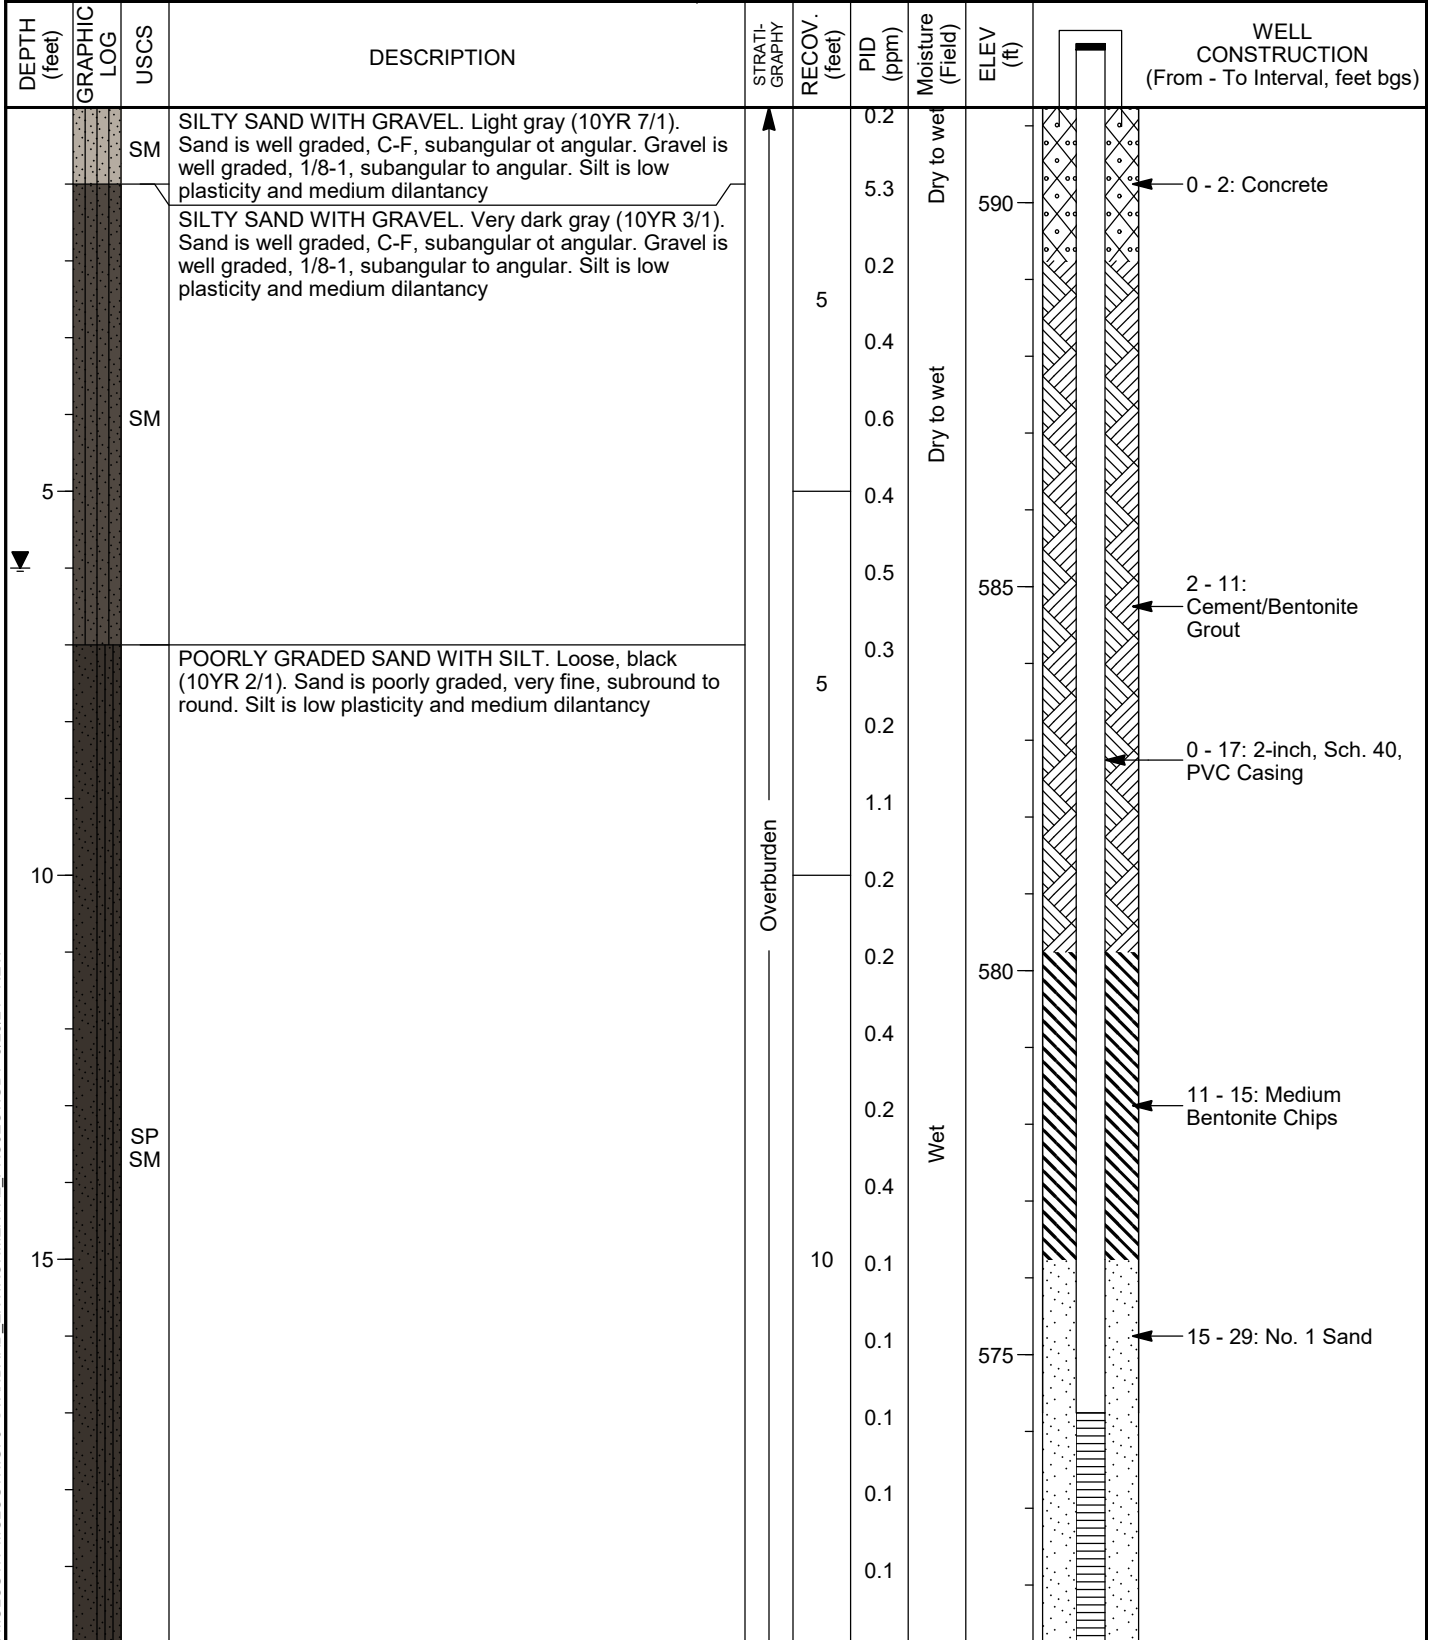 DEPTH
(feet)
GRAPHIC
LOG
USCS
DESCRIPTION
STRATI-
GRAPHY
RECOV.
(feet)
PID
(ppm)
Moisture
(Field)
ELEV
(ft)
WELL
CONSTRUCTION
(From - To Interval, feet bgs)
SM
SILTY SAND WITH GRAVEL. Light gray (10YR 7/1).
Sand is well graded, C-F, subangular ot angular. Gravel is
well graded, 1/8-1, subangular to angular. Silt is low
plasticity and medium dilantancy
0.2
Dry to wet
5.3
590
0 - 2: Concrete
SILTY SAND WITH GRAVEL. Very dark gray (10YR 3/1).
Sand is well graded, C-F, subangular ot angular. Gravel is
well graded, 1/8-1, subangular to angular. Silt is low
plasticity and medium dilantancy
0.2
5
0.4
Dry to wet
SM
0.6
5
0.4
0.5
585
2 - 11:
Cement/Bentonite
Grout
0.3
POORLY GRADED SAND WITH SILT. Loose, black
(10YR 2/1). Sand is poorly graded, very fine, subround to
round. Silt is low plasticity and medium dilantancy
5
0.2
0 - 17: 2-inch, Sch. 40,
PVC Casing
1.1
Overburden
10
0.2
0.2
580
0.4
0.2
11 - 15: Medium
Bentonite Chips
SP
SM
Wet
0.4
15
10
0.1
0.1
15 - 29: No. 1 Sand
575
0.1
0.1
0.1